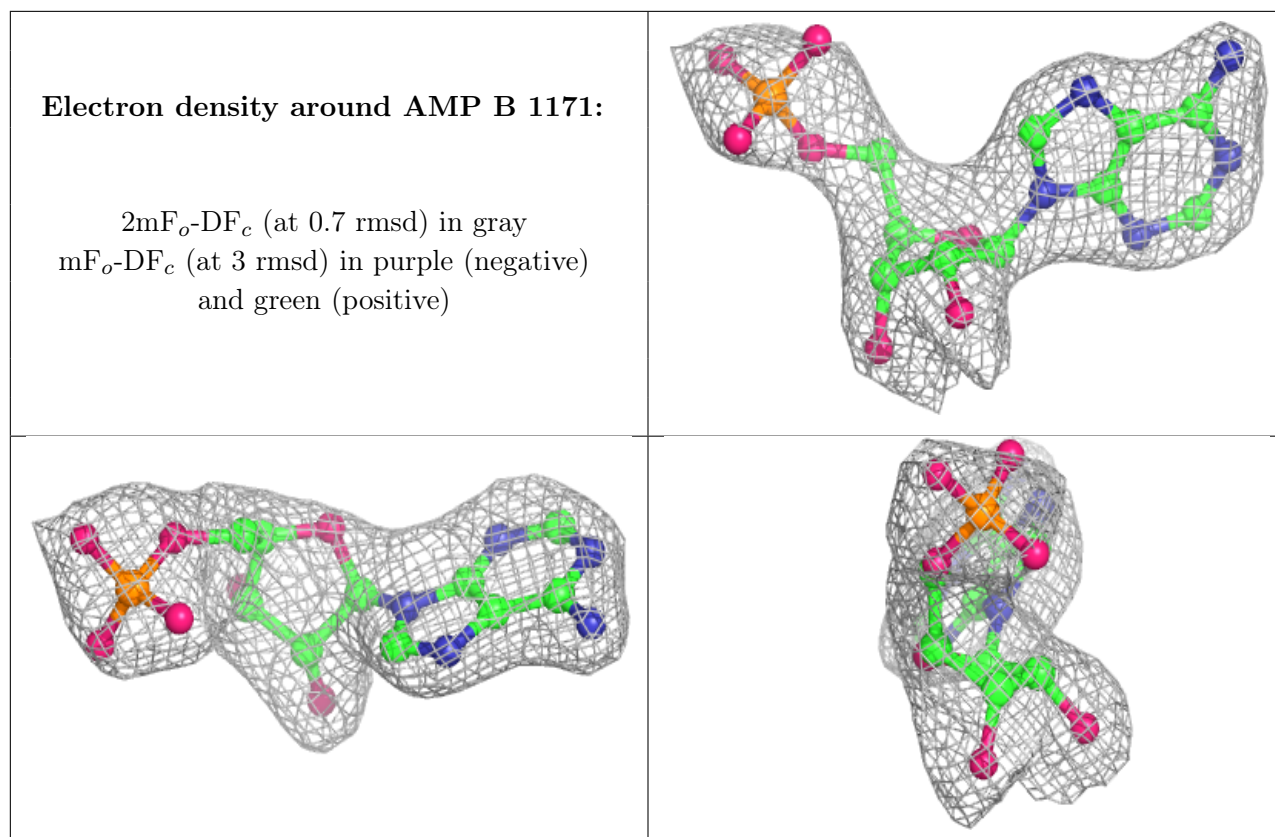 Electron density around AMP B 1171:
2mFo-DFc (at 0.7 rmsd) in gray
mFo-DFc (at 3 rmsd) in purple (negative)
and green (positive)